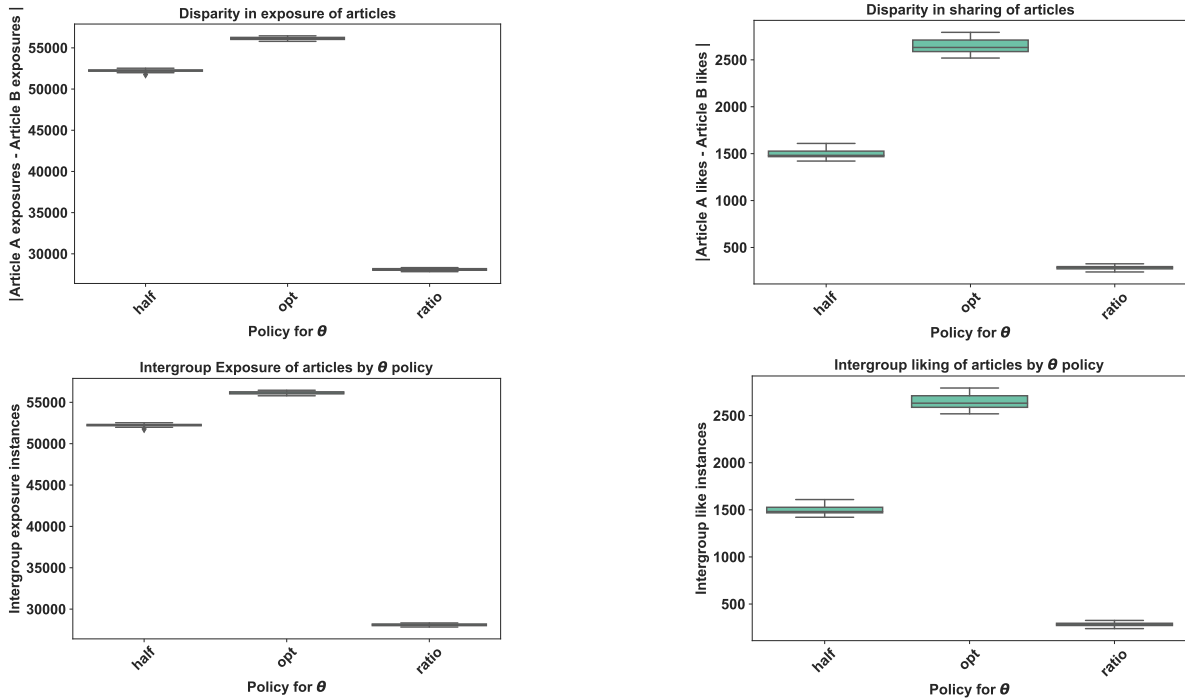 Disparity in exposure of articles
|Article A exposures - Article B exposures |
55000
50000
45000
40000
35000
30000
half
opt
ratio
Policy for θ
Disparity in sharing of articles
|Article A likes - Article B likes |
2500
2000
1500
1000
500
half
opt
ratio
Policy for θ
Intergroup Exposure of articles by θ policy
Intergroup exposure instances
55000
50000
45000
40000
35000
30000
half
opt
ratio
Policy for θ
Intergroup liking of articles by θ policy
Intergroup like instances
2500
2000
1500
1000
500
half
opt
ratio
Policy for θ